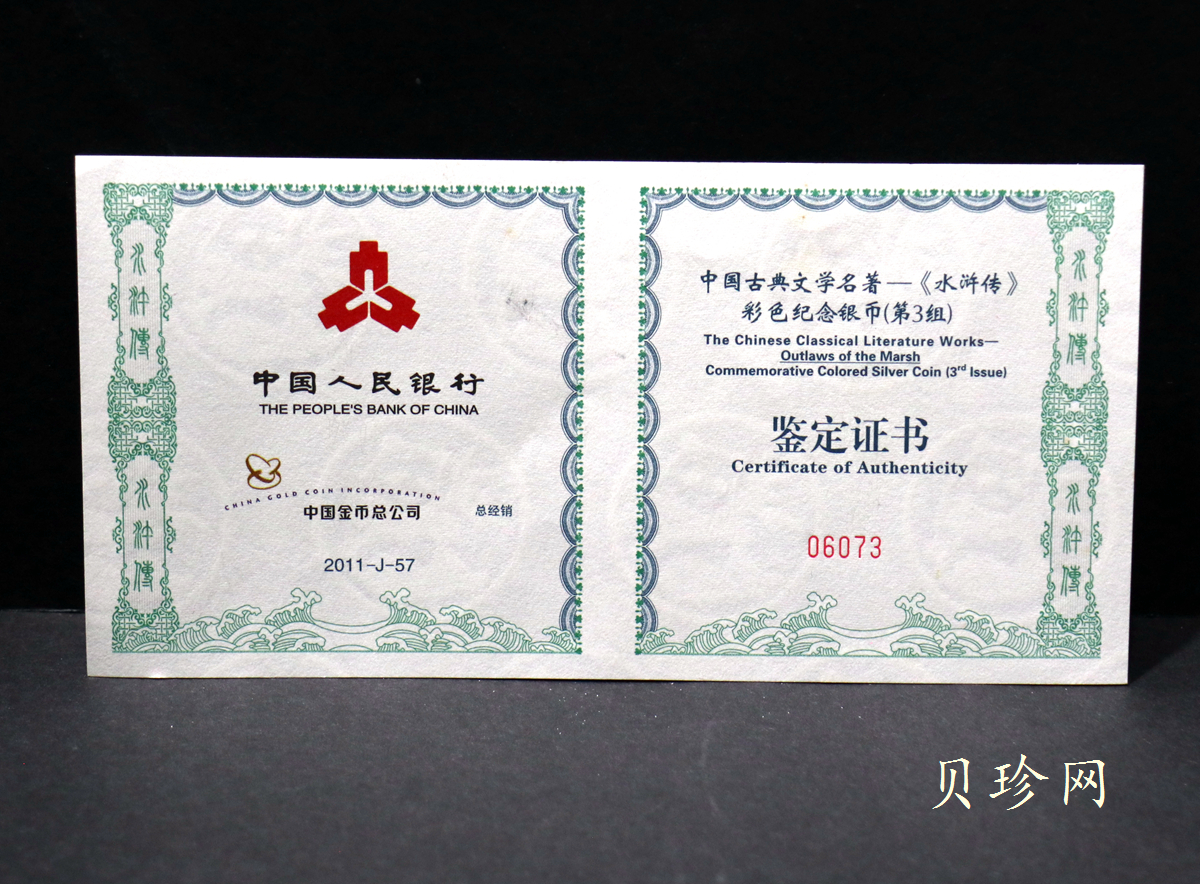 水浒傳
水浒傳
中国人民银行
THE PEOPLE'S BANK OF CHINA
CHINA GOLD COIN INCORPORATION
中国金币总公司
总经销
2011-J-57
中国古典文学名著—《水浒传》
彩色纪念银币(第3组)
The Chinese Classical Literature Works—
Outlaws of the Marsh
Commemorative Colored Silver Coin (3rd Issue)
鉴定证书
Certificate of Authenticity
06073
水浒傳
水浒傳
贝珍网